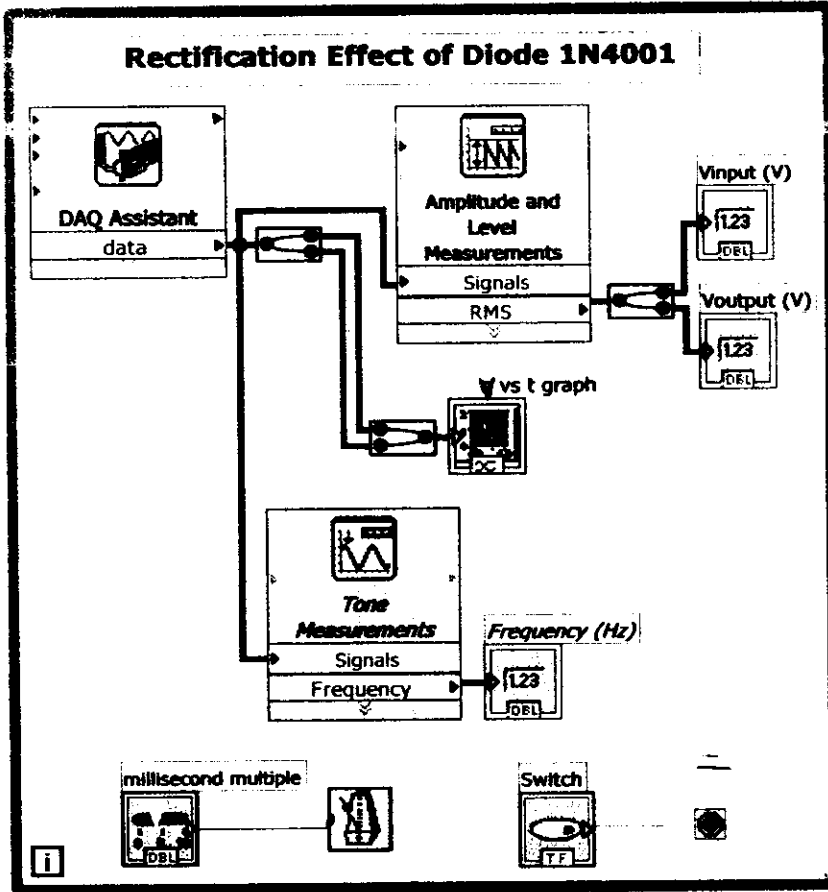 Rectification Effect of Diode 1N4001
DAQ Assistant
data
Amplitude and
Level
Measurements
Signals
RMS
Vinput (V)
1.23
DBL
Voutput (V)
1.23
DBL
V vs t graph
Tone
Measurements
Signals
Frequency
Frequency (Hz)
1.23
DBL
millisecond multiple
DBL
Switch
TF
i